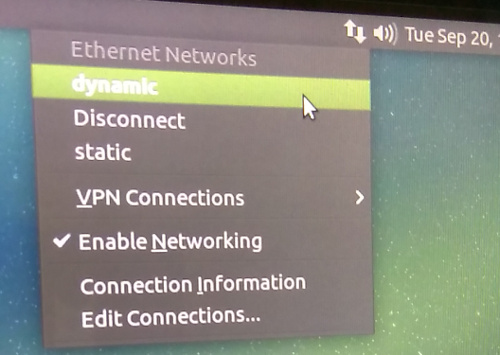 Tue Sep 20,
Ethernet Networks
dynamic
Disconnect
static
VPN Connections
Enable Networking
Connection Information
Edit Connections...